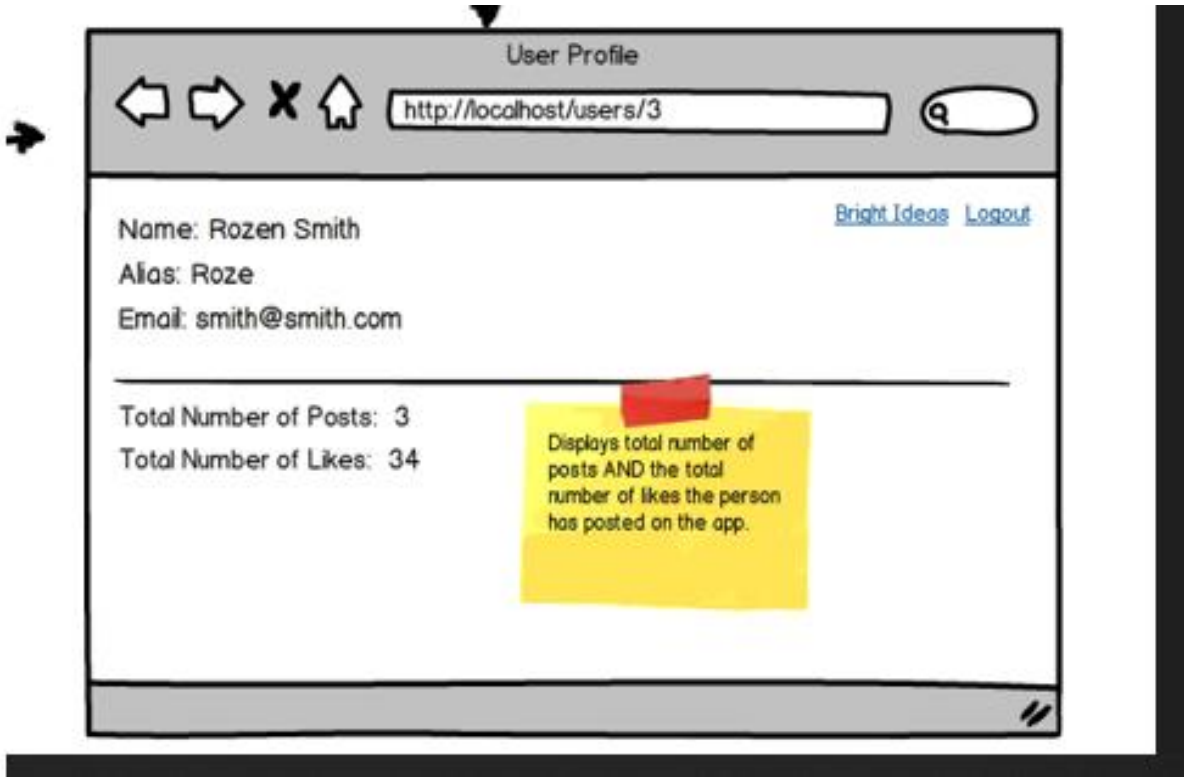 User Profile
http://localhost/users/3
Bright Ideas Logout
Name: Rozen Smith
Alias: Roze
Email: smith@smith.com
Total Number of Posts: 3
Total Number of Likes: 34
Displays total number of
posts AND the total
number of likes the person
has posted on the app.